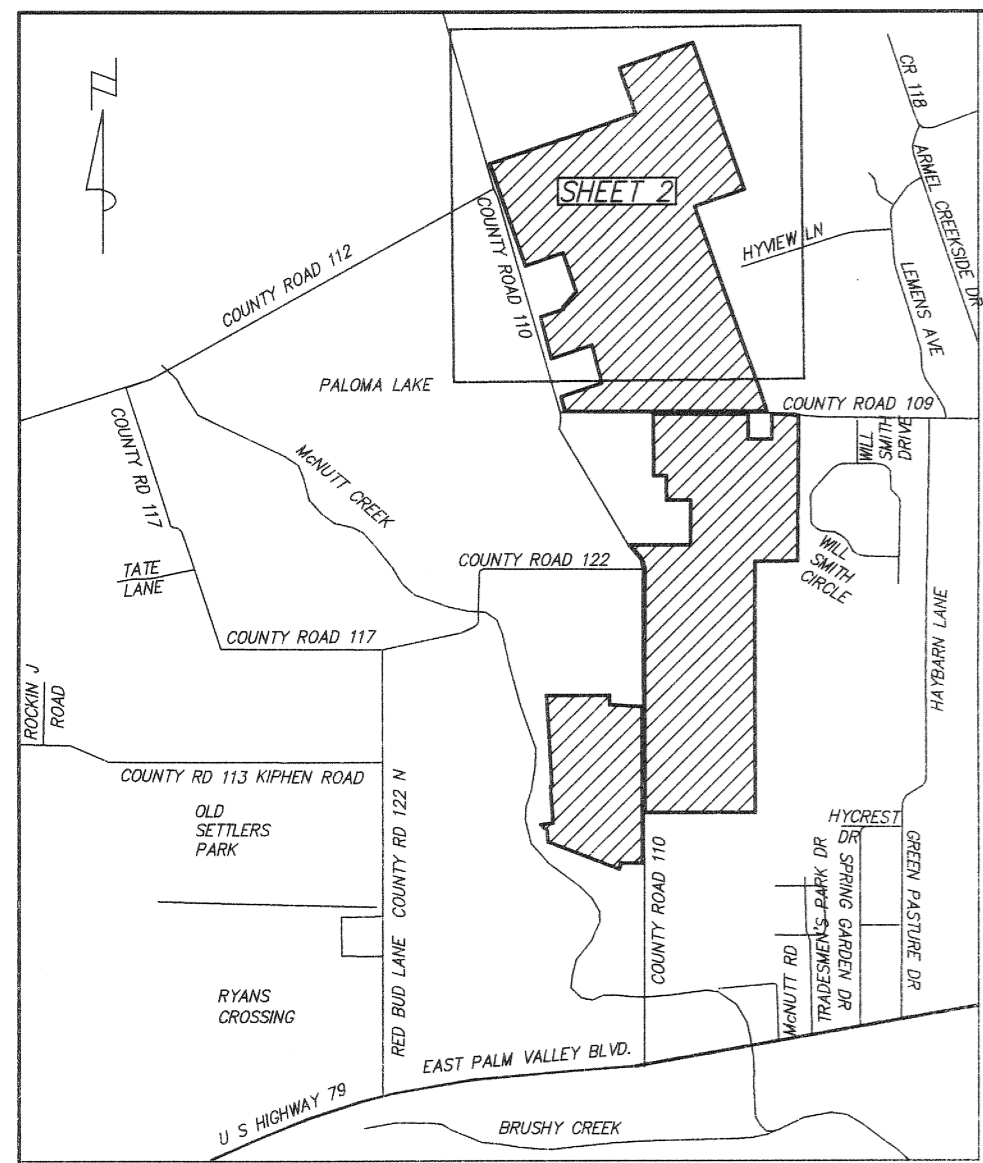 N
CR 118
ARMEL CREEKSIDE DR
SHEET 2
COUNTY ROAD 110
HYVIEW LN
LEMENS AVE
COUNTY ROAD 112
PALOMA LAKE
COUNTY ROAD 109
COUNTY RD 117
McNUTT CREEK
WILL
SMITH
DRIVE
WILL
SMITH
CIRCLE
COUNTY ROAD 122
TATE
LANE
COUNTY ROAD 117
HAYBARN LANE
ROCKIN J
ROAD
COUNTY RD 113 KIPHEN ROAD
OLD
SETTLERS
PARK
RED BUD LANE COUNTY RD 122 N
COUNTY ROAD 110
HYCREST
DR
McNUTT RD
TRADESMEN'S PARK DR
SPRING GARDEN DR
GREEN PASTURE DR
RYANS
CROSSING
EAST PALM VALLEY BLVD.
U S HIGHWAY 79
BRUSHY CREEK